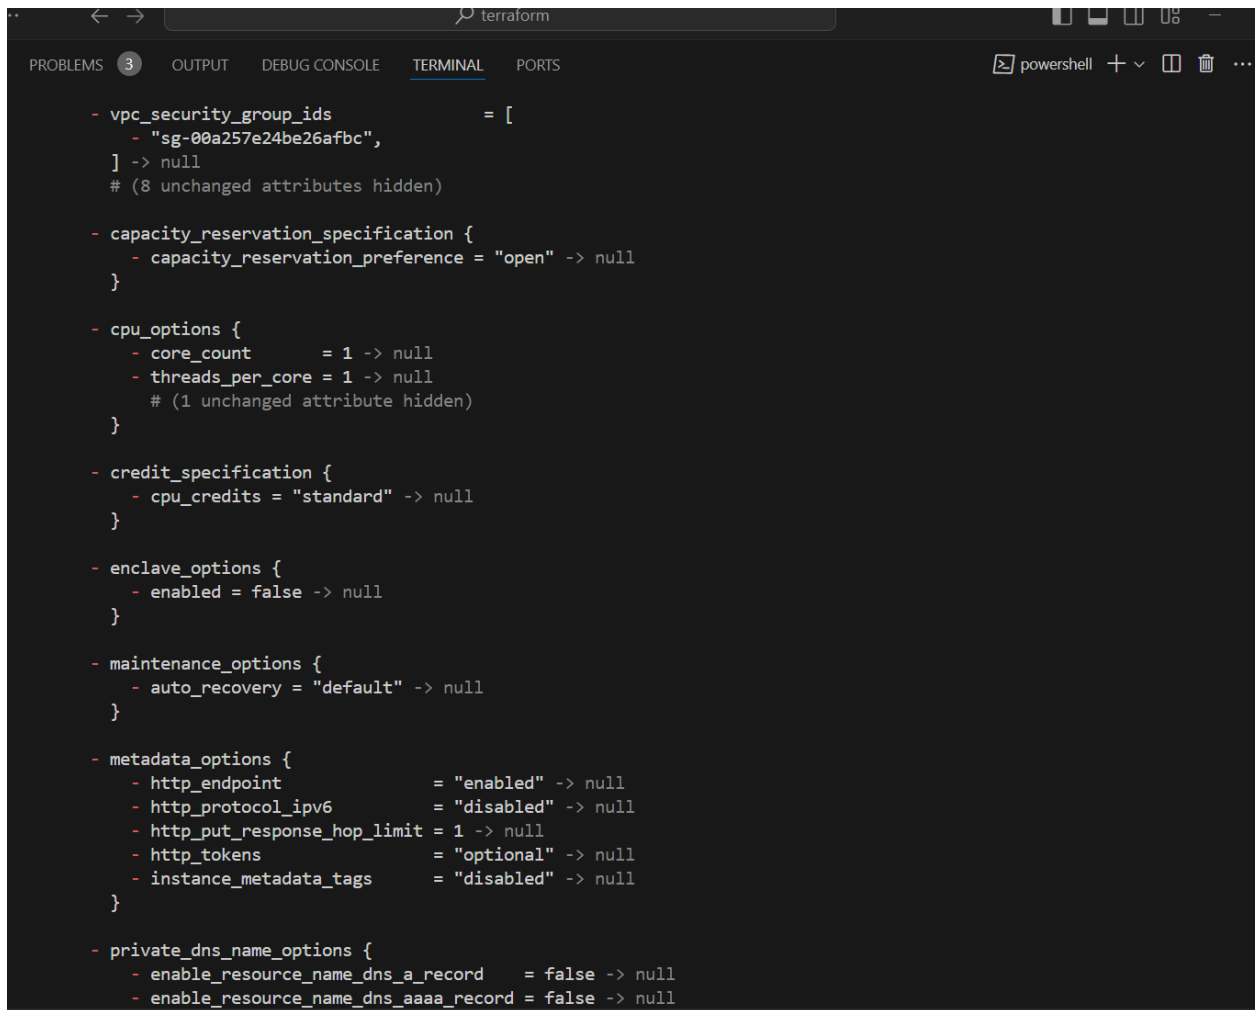 terraform
PROBLEMS 3 OUTPUT DEBUG CONSOLE TERMINAL PORTS powershell
- vpc_security_group_ids = [
- "sg-00a257e24be26afbc",
] -> null
# (8 unchanged attributes hidden)
- capacity_reservation_specification {
- capacity_reservation_preference = "open" -> null
}
- cpu_options {
- core_count = 1 -> null
- threads_per_core = 1 -> null
# (1 unchanged attribute hidden)
}
- credit_specification {
- cpu_credits = "standard" -> null
}
- enclave_options {
- enabled = false -> null
}
- maintenance_options {
- auto_recovery = "default" -> null
}
- metadata_options {
- http_endpoint = "enabled" -> null
- http_protocol_ipv6 = "disabled" -> null
- http_put_response_hop_limit = 1 -> null
- http_tokens = "optional" -> null
- instance_metadata_tags = "disabled" -> null
}
- private_dns_name_options {
- enable_resource_name_dns_a_record = false -> null
- enable_resource_name_dns_aaaa_record = false -> null